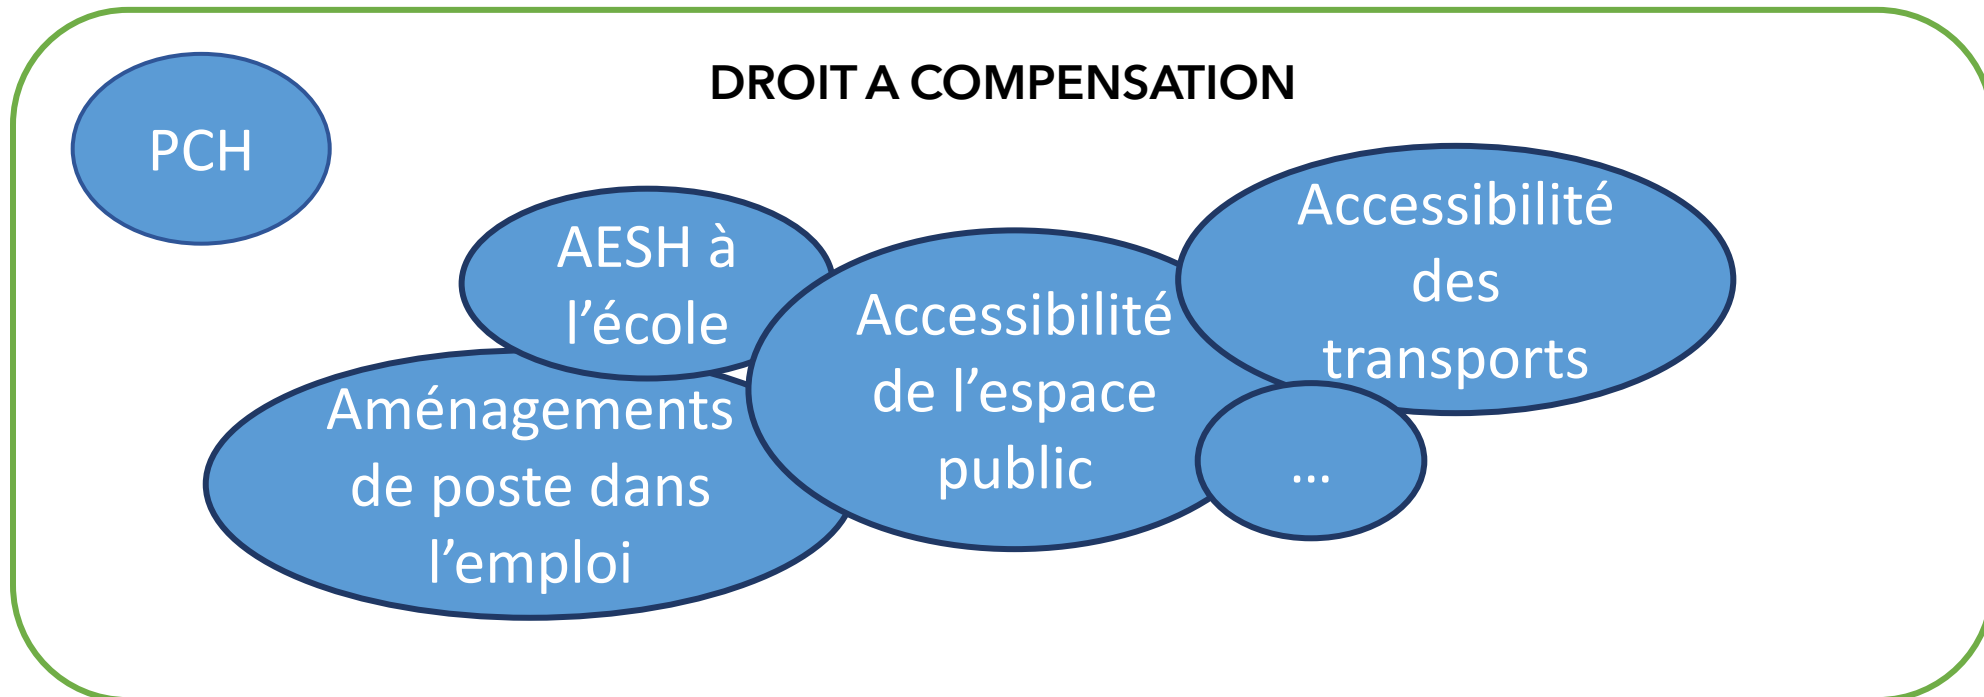 DROIT A COMPENSATION
PCH
AESH à
l’école
Aménagements
de poste dans
l’emploi
Accessibilité
de l’espace
public
Accessibilité
des
transports
…